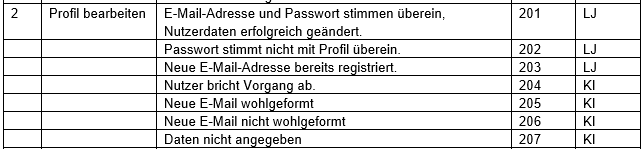 2 Profil bearbeiten E-Mail-Adresse und Passwort stimmen überein, 201 LJ
Nutzerdaten erfolgreich geändert.
Passwort stimmt nicht mit Profil überein. 202 LJ
Neue E-Mail-Adresse bereits registriert. 203 LJ
Nutzer bricht Vorgang ab. 204 KI
Neue E-Mail wohlgeformt 205 KI
Neue E-Mail nicht wohlgeformt 206 KI
Daten nicht angegeben 207 KI